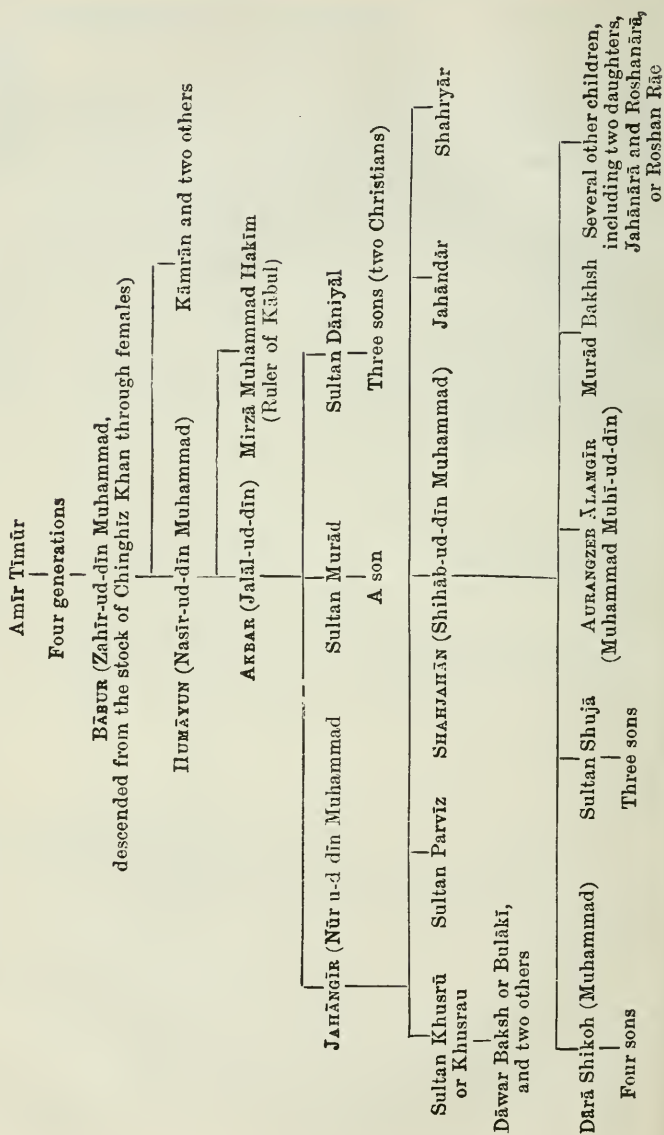 Amīr Tīmūr
Four generations
BĀBUR (Zahīr-ud-dīn Muhammad,
descended from the stock of Chinghīz Khan through females)
HUMĀYUN (Nasīr-ud-dīn Muhammad)
Kāmrān and two others
AKBAR (Jalāl-ud-dīn)
Mirzā Muhammad Hakīm
(Ruler of Kābul)
JAHĀNGĪR (Nūr u-d dīn Muhammad
Sultan Murād
Sultan Dāniyāl
A son
Three sons (two Christians)
Sultan Khusrū
or Khusrau
Sultan Parvīz
SHAHJAHĀN (Shihāb-ud-dīn Muhammad)
Jahāndār
Shahryār
Dāwar Baksh or Bulākī,
and two others
Dārā Shikoh (Muhammad)
Sultan Shujā
AURANGZEB ĀLAMGĪR
(Muhammad Muhī-ud-dīn)
Murād Bakhsh
Several other children,
including two daughters,
Jahānārā and Roshanārā,
or Roshan Rāe
Four sons
Three sons